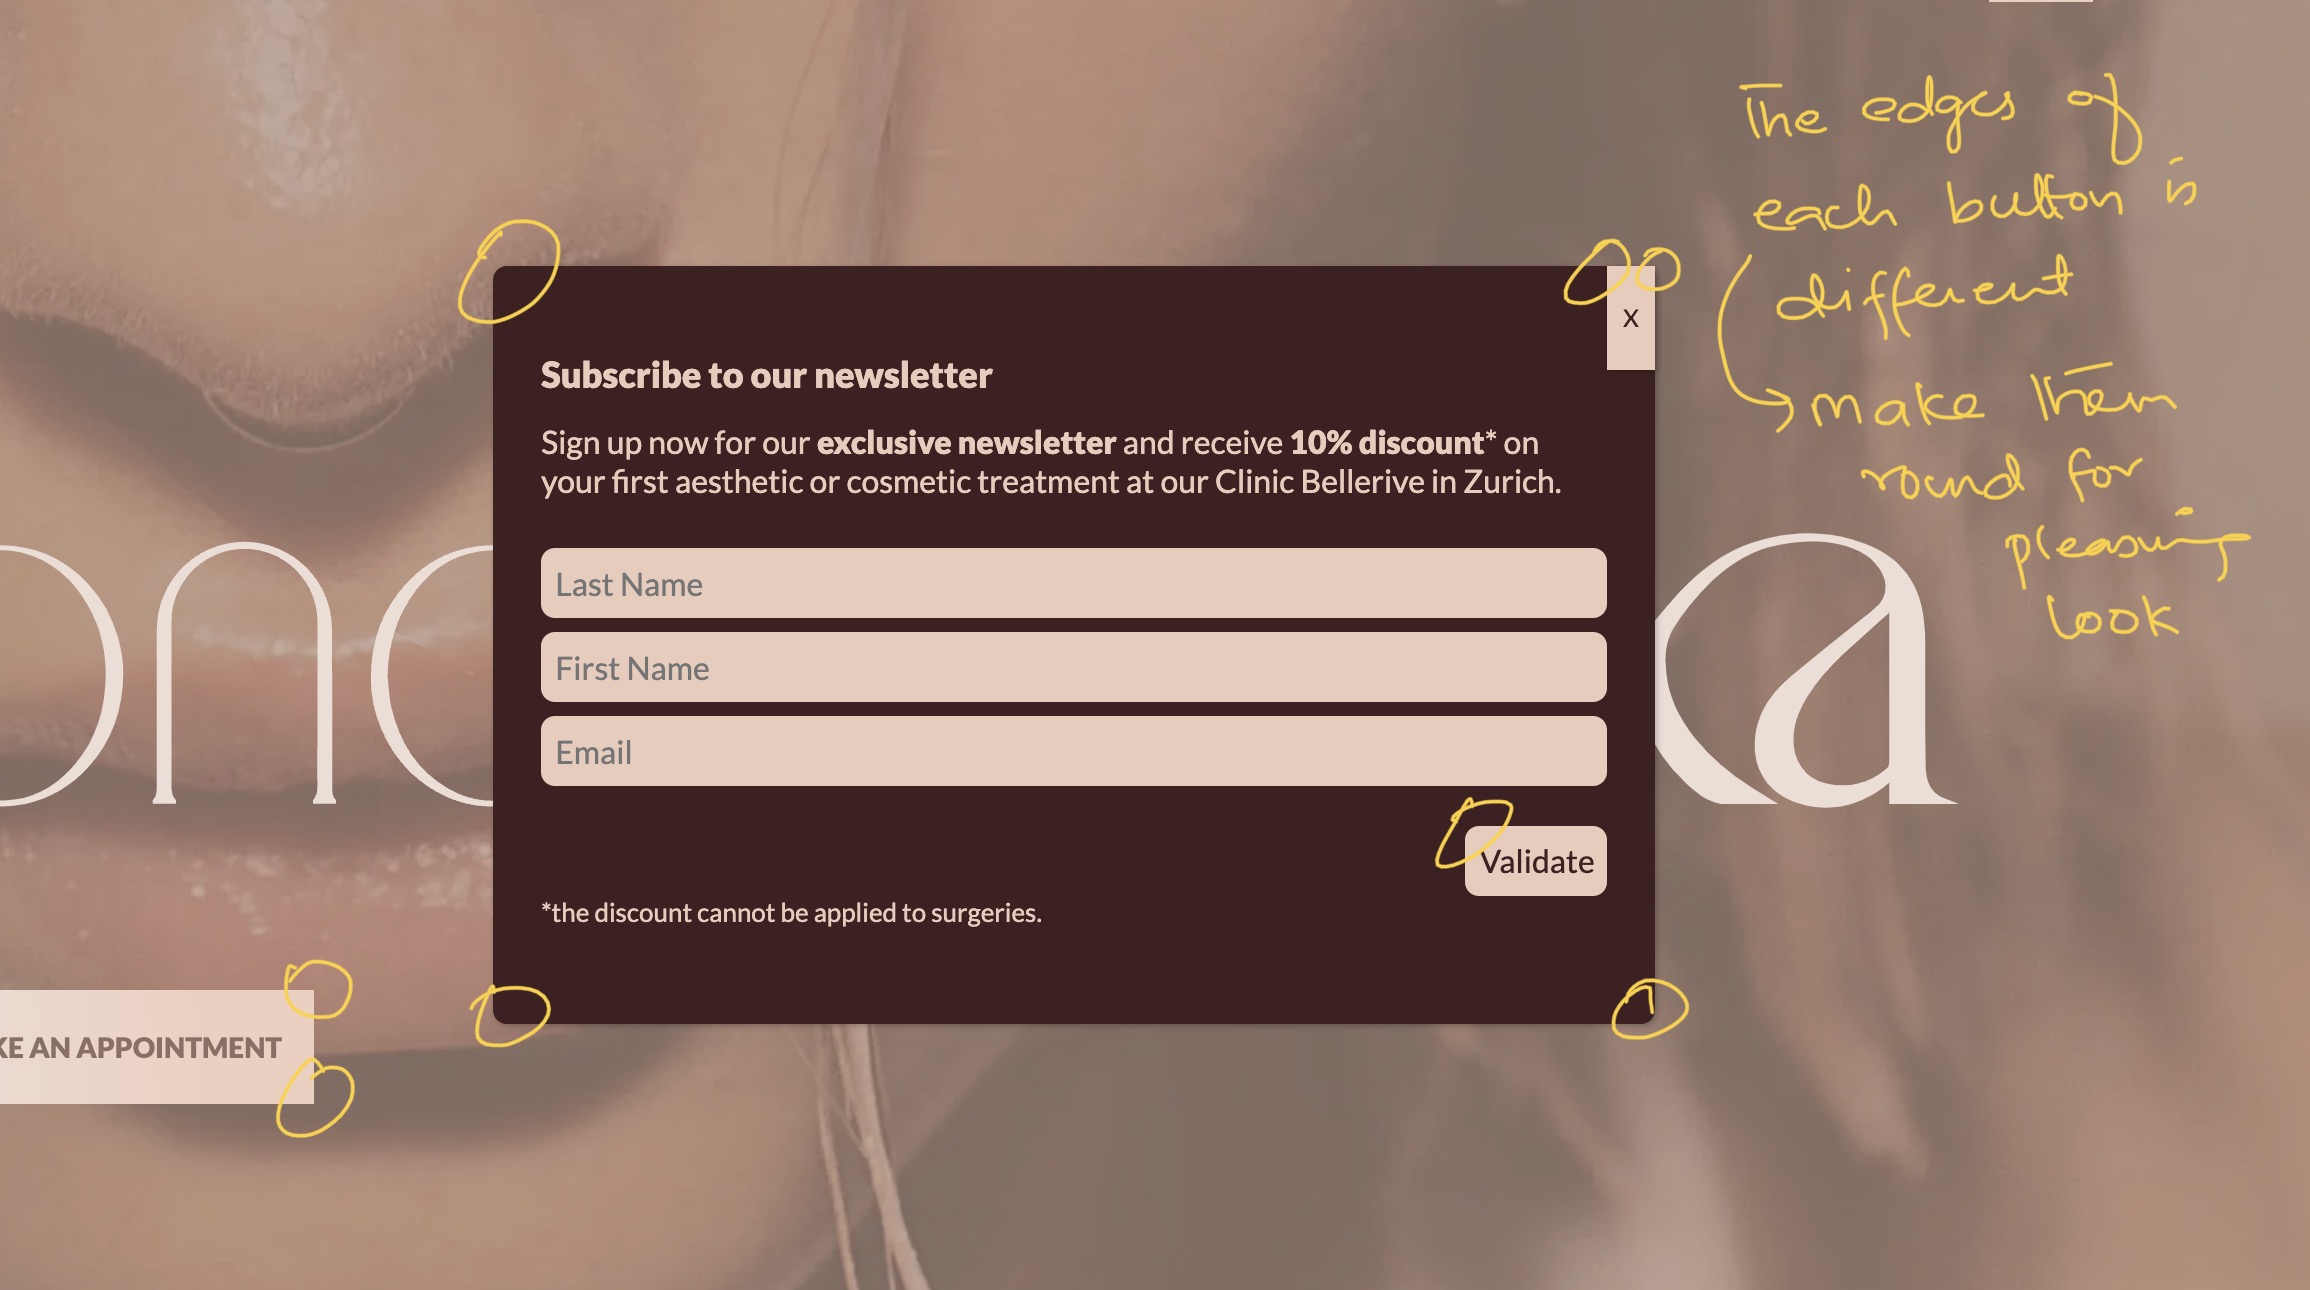 The edges of
each button is
different
→ make them
round for
pleasing
look
x
Subscribe to our newsletter
Sign up now for our exclusive newsletter and receive 10% discount* on
your first aesthetic or cosmetic treatment at our Clinic Bellerive in Zurich.
Last Name
First Name
Email
Validate
*the discount cannot be applied to surgeries.
KE AN APPOINTMENT